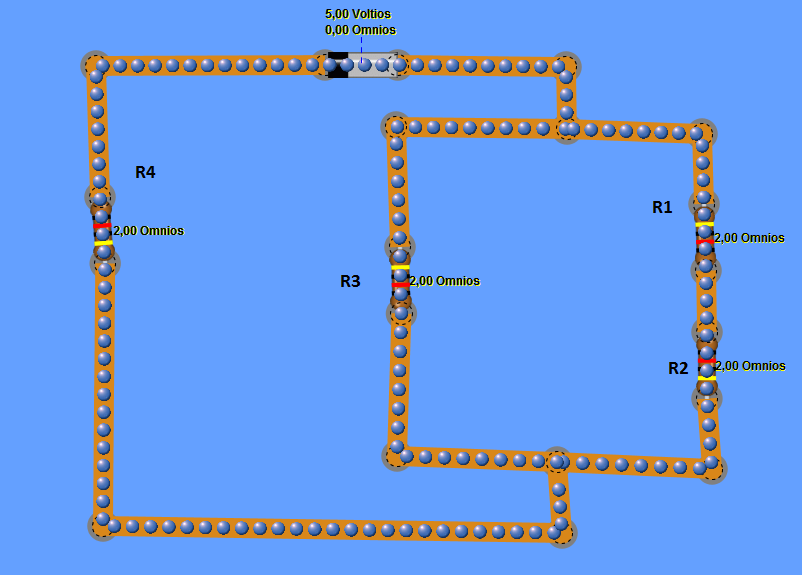 5,00 Voltios
0,00 Omnios
R4
2,00 Omnios
R1
2,00 Omnios
R3
2,00 Omnios
R2
2,00 Omnios